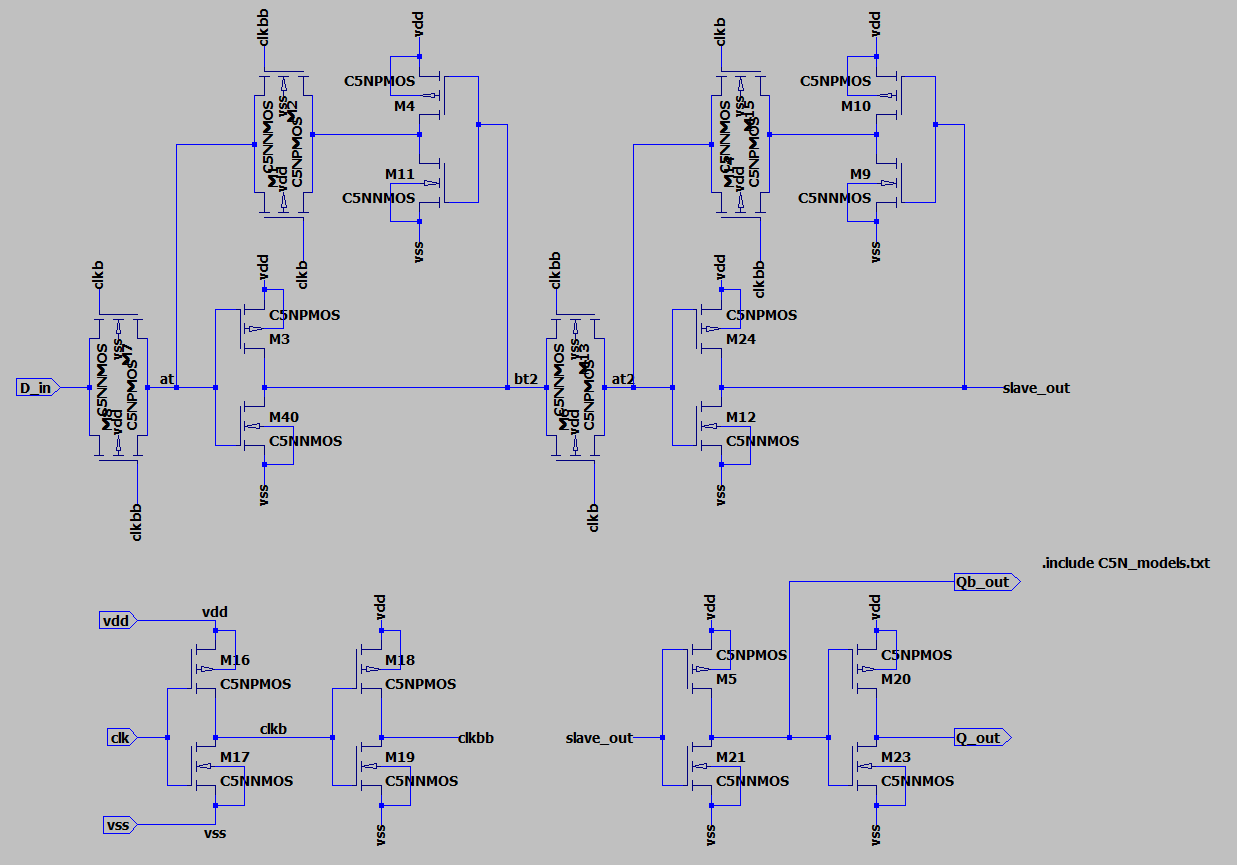 clkbb
vdd
clkb
vdd
C5NPMOS
M4
C5NNMOS
M2
vss
C5NPMOS
vdd
M11
C5NNMOS
vss
clkb
C5NPMOS
M10
C5NNMOS
M15
vss
C5NPMOS
vdd
M9
C5NNMOS
vss
clkbb
clkb
vdd
C5NPMOS
M3
clk
clkbb
vdd
C5NPMOS
M24
D_in
C5NNMOS
M7
vss
C5NPMOS
M8
vdd
at
bt2
C5NNMOS
M13
vss
C5NPMOS
vdd
at2
slave_out
M40
C5NNMOS
vss
M12
C5NNMOS
vss
clkbb
clkb
.include C5N_models.txt
Qb_out
vdd
vdd
M16
C5NPMOS
vdd
M18
C5NPMOS
vdd
C5NPMOS
M5
vdd
C5NPMOS
M20
clk
clkb
clkbb
slave_out
Q_out
M17
C5NNMOS
M19
C5NNMOS
M21
C5NNMOS
M23
C5NNMOS
vss
vss
vss
vss
vss